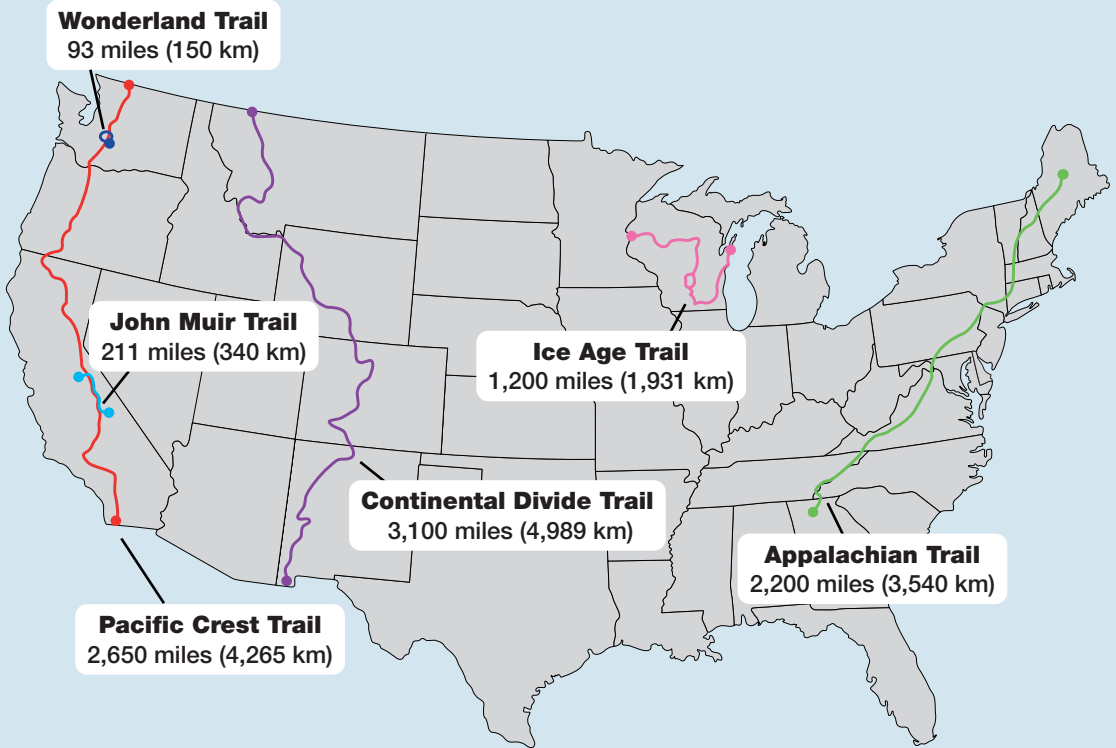 Wonderland Trail
93 miles (150 km)
John Muir Trail
211 miles (340 km)
Ice Age Trail
1,200 miles (1,931 km)
Continental Divide Trail
3,100 miles (4,989 km)
Appalachian Trail
2,200 miles (3,540 km)
Pacific Crest Trail
2,650 miles (4,265 km)